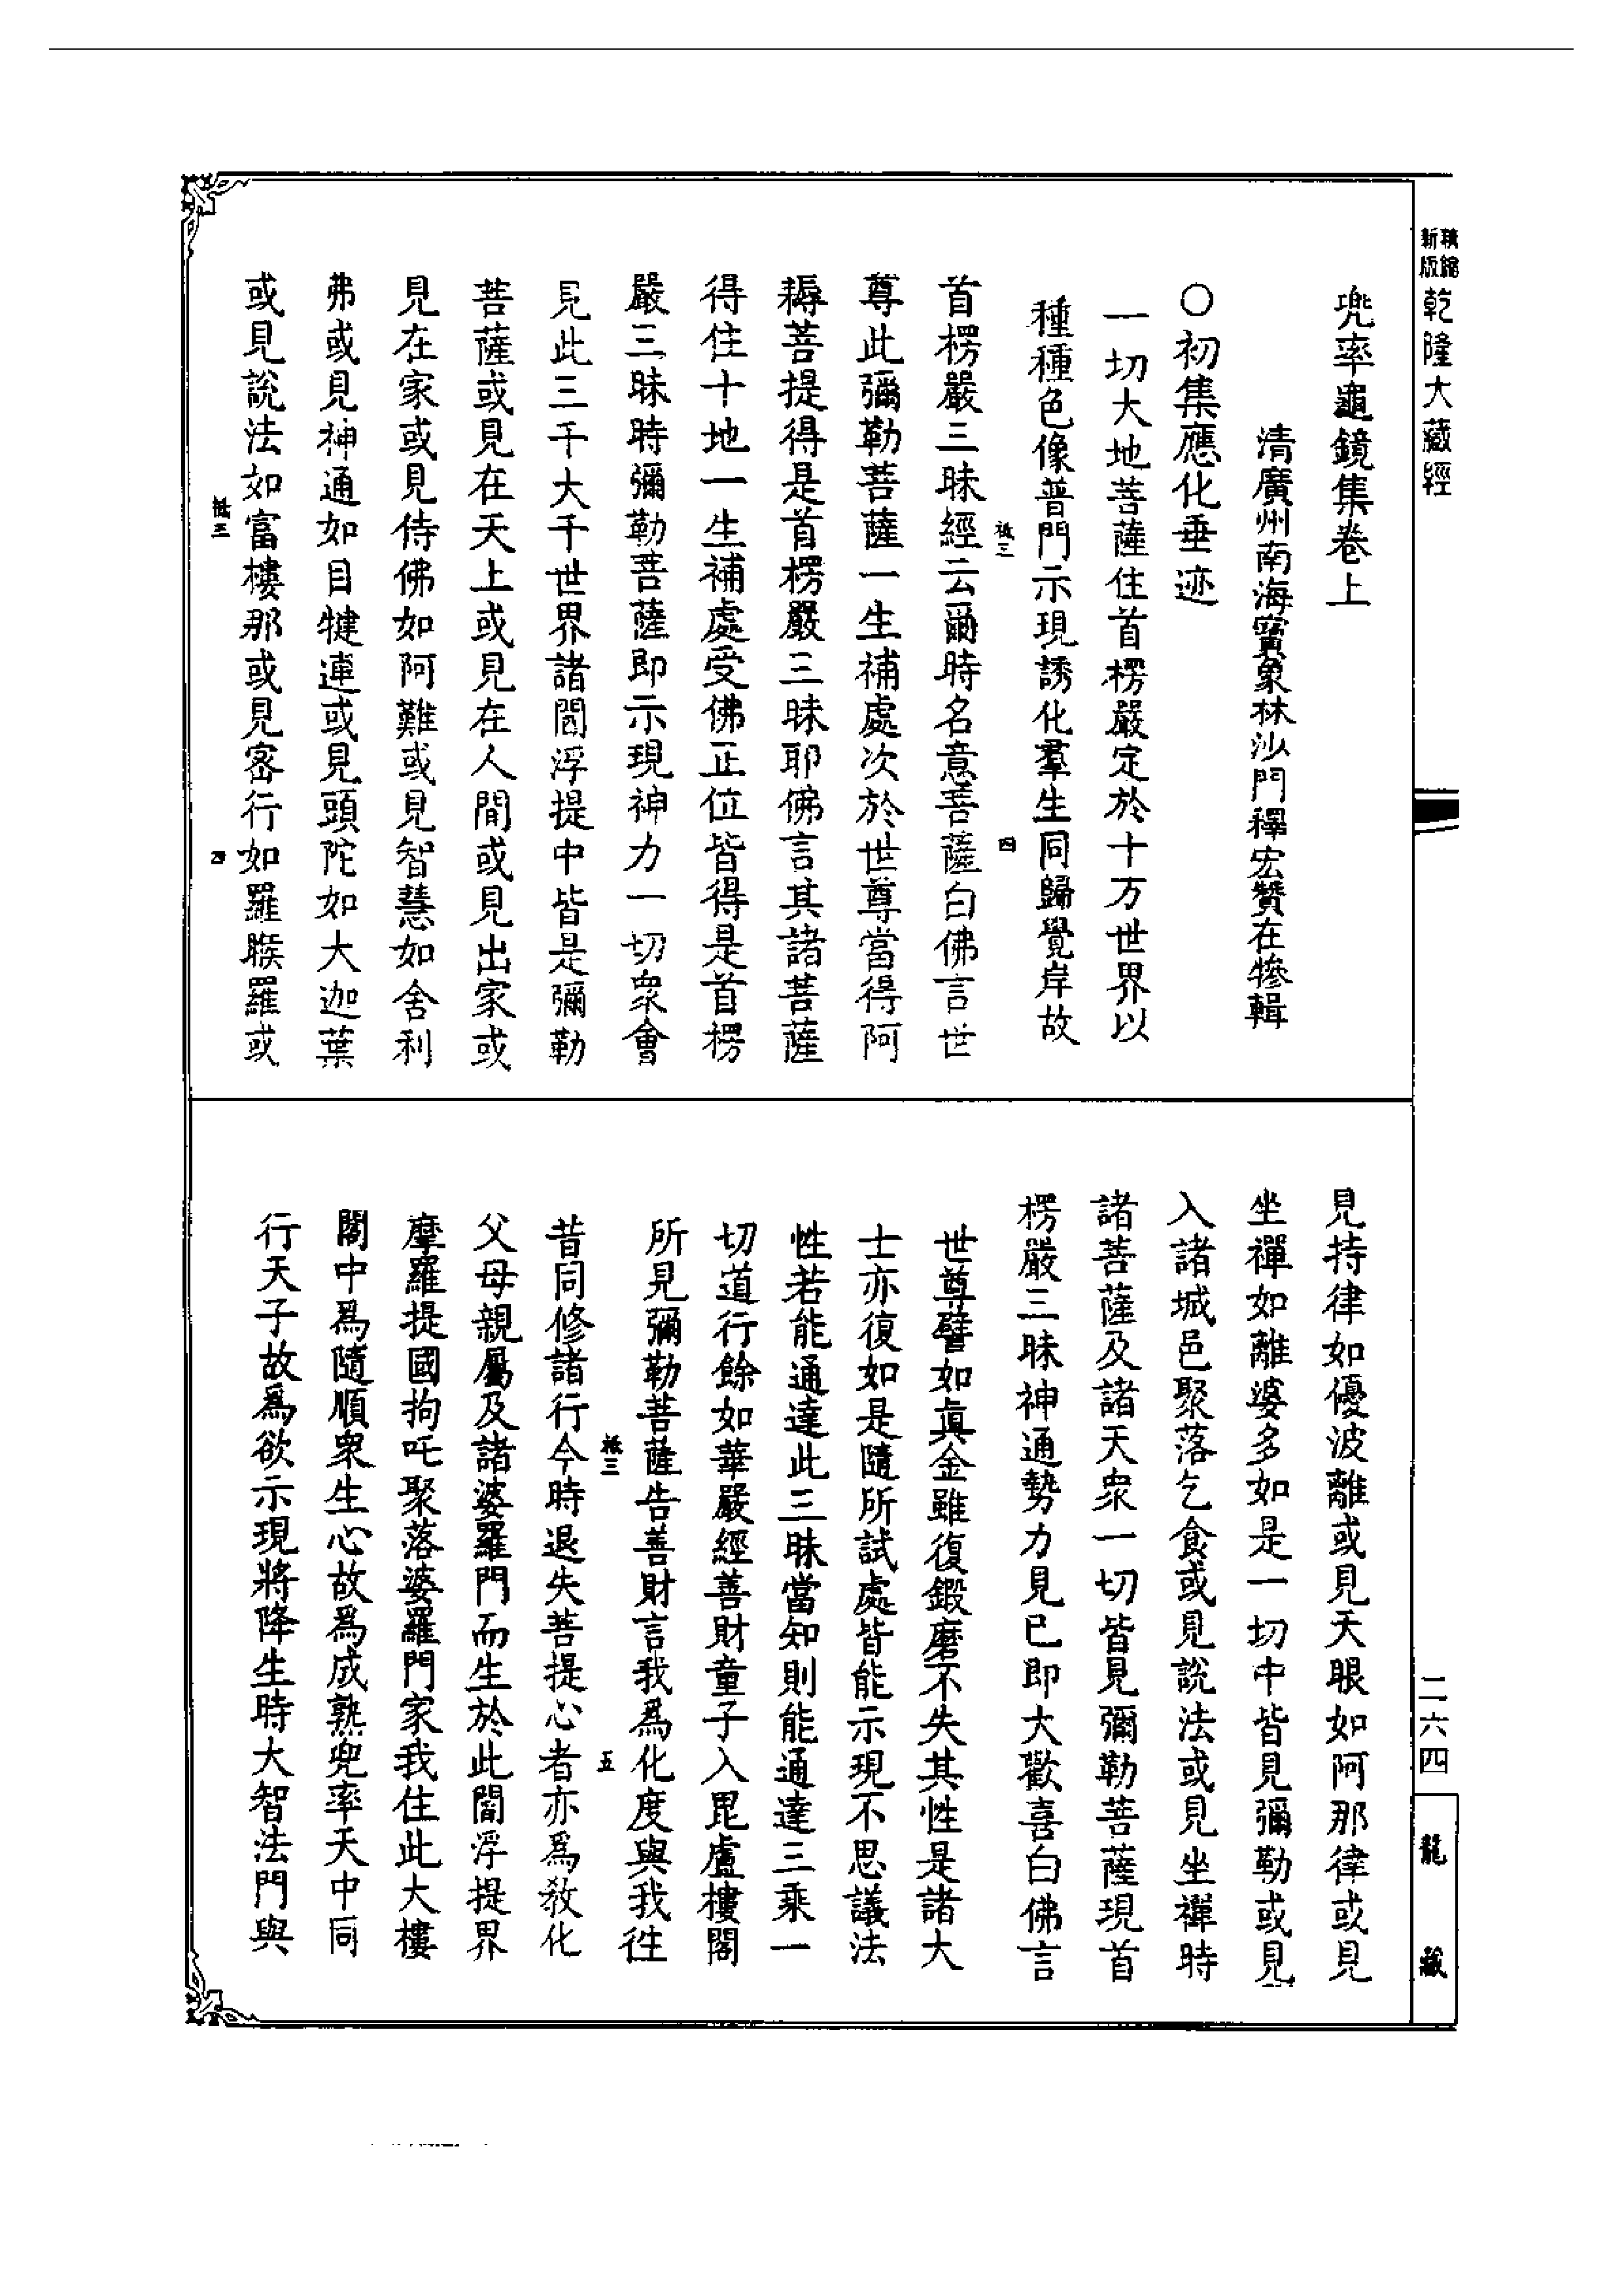 新版
乾隆大藏經
兜率龜鏡集卷上
清廣州南海寶象林沙門釋宏贊在犙輯
○初集應化垂迹
一切大地菩薩住首楞嚴定於十方世界以
種種色像普門示現誘化羣生同歸覺岸故
祗三
四
首楞嚴三昧經云爾時名意菩薩白佛言世
尊此彌勒菩薩一生補處次於世尊當得阿
耨菩提得是首楞嚴三昧耶佛言其諸菩薩
得住十地一生補處受佛正位皆得是首楞
嚴三昧時彌勒菩薩即示現神力一切衆會
見此三千大千世界諸閻浮提中皆是彌勒
菩薩或見在天上或見在人間或見出家或
見在家或見侍佛如阿難或見智慧如舍利
弗或見神通如目犍連或見頭陀如大迦葉
或見說法如富樓那或見密行如羅睺羅或
祗三
四
見持律如優波離或見天眼如阿那律或見
坐禪如離婆多如是一切中皆見彌勒或見
入諸城邑聚落乞食或見說法或見坐禪時
諸菩薩及諸天衆一切皆見彌勒菩薩現首
楞嚴三昧神通勢力見已即大歡喜白佛言
世尊譬如眞金雖復鍛磨不失其性是諸大
士亦復如是隨所試處皆能示現不思議法
性若能通達此三昧當知則能通達三乘一
切道行餘如華嚴經善財童子入毘盧樓閣
所見彌勒菩薩告善財言我爲化度與我往
祗三
五
昔同修諸行今時退失菩提心者亦爲教化
父母親屬及諸婆羅門而生於此閻浮提界
摩羅提國拘吒聚落婆羅門家我住此大樓
閣中爲隨順衆生心故爲成熟兜率天中同
行天子故爲欲示現將降生時大智法門與
二六四
龍藏